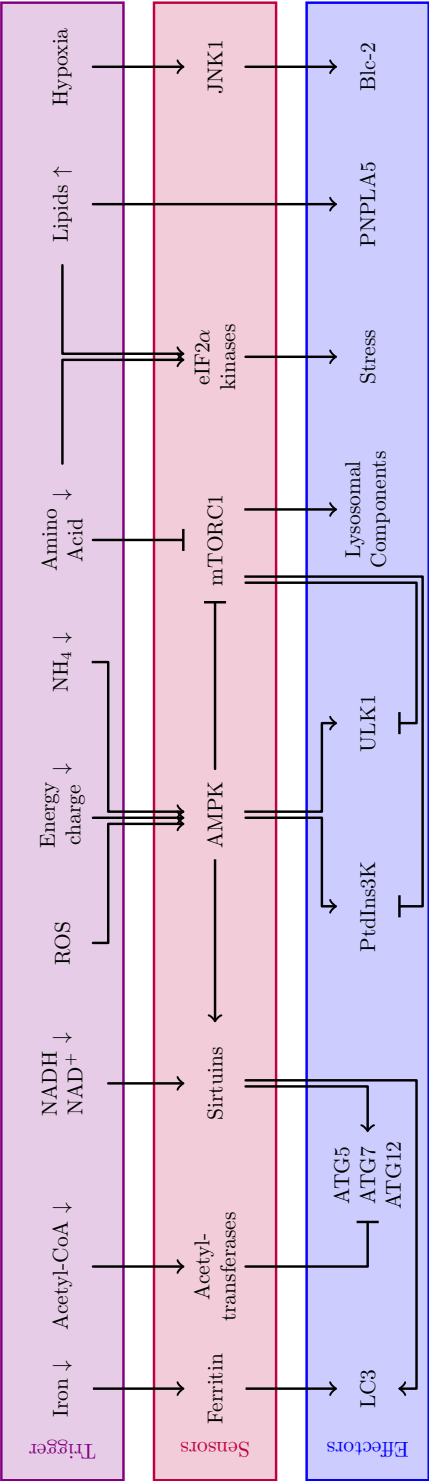 Trigger
Iron ↓
Acetyl-CoA ↓
NADH
NAD⁺ ↓
ROS
Energy
charge ↓
NH₄ ↓
Amino
Acid ↓
Lipids ↑
Hypoxia
Sensors
Ferritin
Acetyl-
transferases
Sirtuins
AMPK
mTORC1
eIF2α
kinases
JNK1
Effectors
LC3
ATG5
ATG7
ATG12
PtdIns3K
ULK1
Lysosomal
Components
Stress
PNPLA5
Blc-2